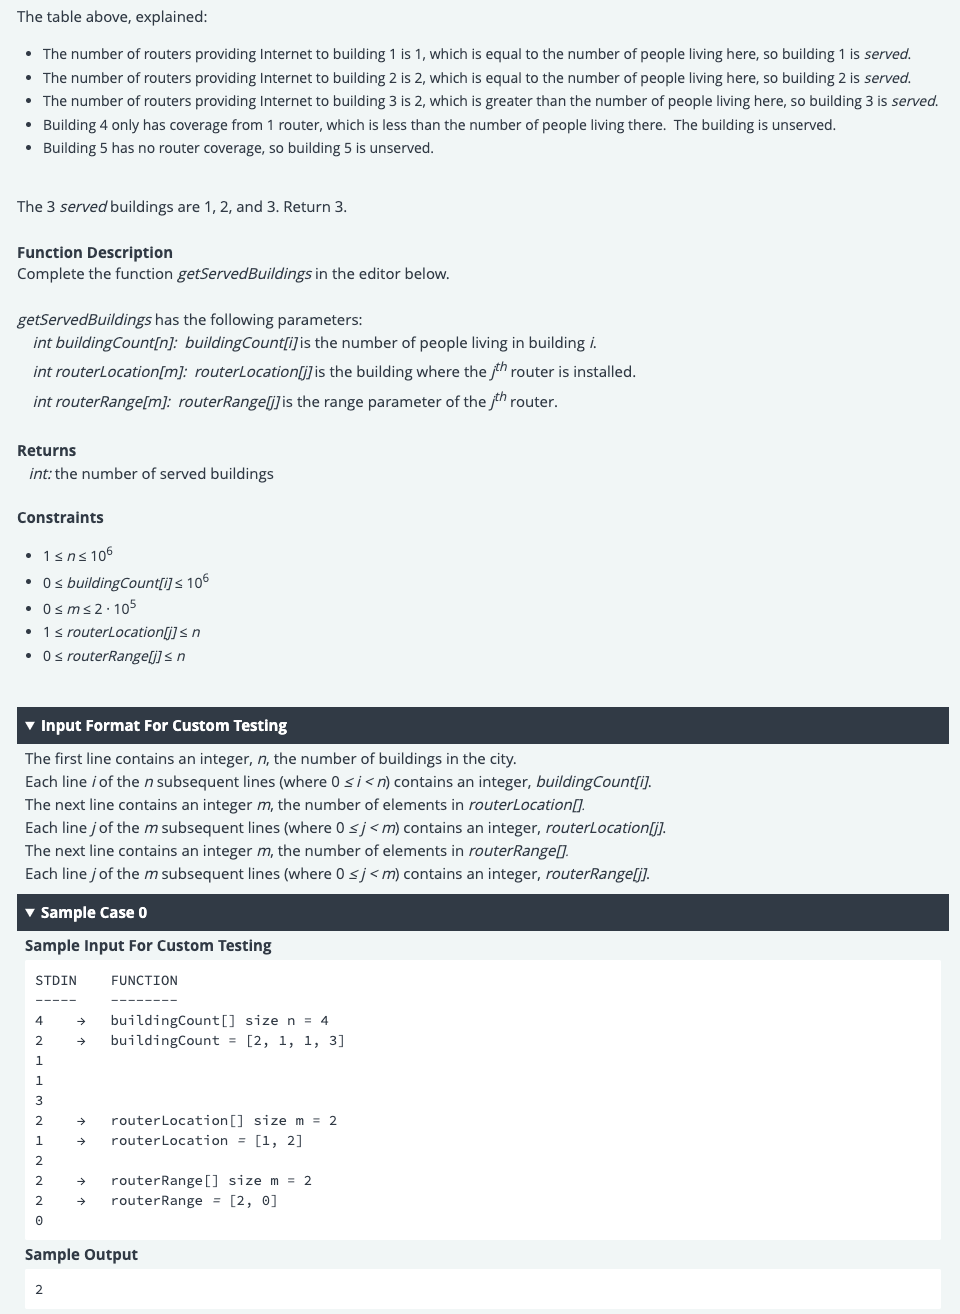 The table above, explained:
• The number of routers providing Internet to building 1 is 1, which is equal to the number of people living here, so building 1 is served.
• The number of routers providing Internet to building 2 is 2, which is equal to the number of people living here, so building 2 is served.
• The number of routers providing Internet to building 3 is 2, which is greater than the number of people living here, so building 3 is served.
• Building 4 only has coverage from 1 router, which is less than the number of people living there.  The building is unserved.
• Building 5 has no router coverage, so building 5 is unserved.
The 3 served buildings are 1, 2, and 3. Return 3.
Function Description
Complete the function getServedBuildings in the editor below.
getServedBuildings has the following parameters:
int buildingCount[n]:  buildingCount[i] is the number of people living in building i.
int routerLocation[m]:  routerLocation[j] is the building where the jth router is installed.
int routerRange[m]:  routerRange[j] is the range parameter of the jth router.
Returns
int: the number of served buildings
Constraints
• 1 ≤ n ≤ 10^6
• 0 ≤ buildingCount[i] ≤ 10^6
• 0 ≤ m ≤ 2 · 10^5
• 1 ≤ routerLocation[j] ≤ n
• 0 ≤ routerRange[j] ≤ n
▼ Input Format For Custom Testing
The first line contains an integer, n, the number of buildings in the city.
Each line i of the n subsequent lines (where 0 ≤ i < n) contains an integer, buildingCount[i].
The next line contains an integer m, the number of elements in routerLocation[].
Each line j of the m subsequent lines (where 0 ≤ j < m) contains an integer, routerLocation[j].
The next line contains an integer m, the number of elements in routerRange[].
Each line j of the m subsequent lines (where 0 ≤ j < m) contains an integer, routerRange[j].
▼ Sample Case 0
Sample Input For Custom Testing
STDIN    FUNCTION
-----    --------
4    →   buildingCount[] size n = 4
2    →   buildingCount = [2, 1, 1, 3]
1
1
3
2    →   routerLocation[] size m = 2
1    →   routerLocation = [1, 2]
2
2    →   routerRange[] size m = 2
2    →   routerRange = [2, 0]
0
Sample Output
2